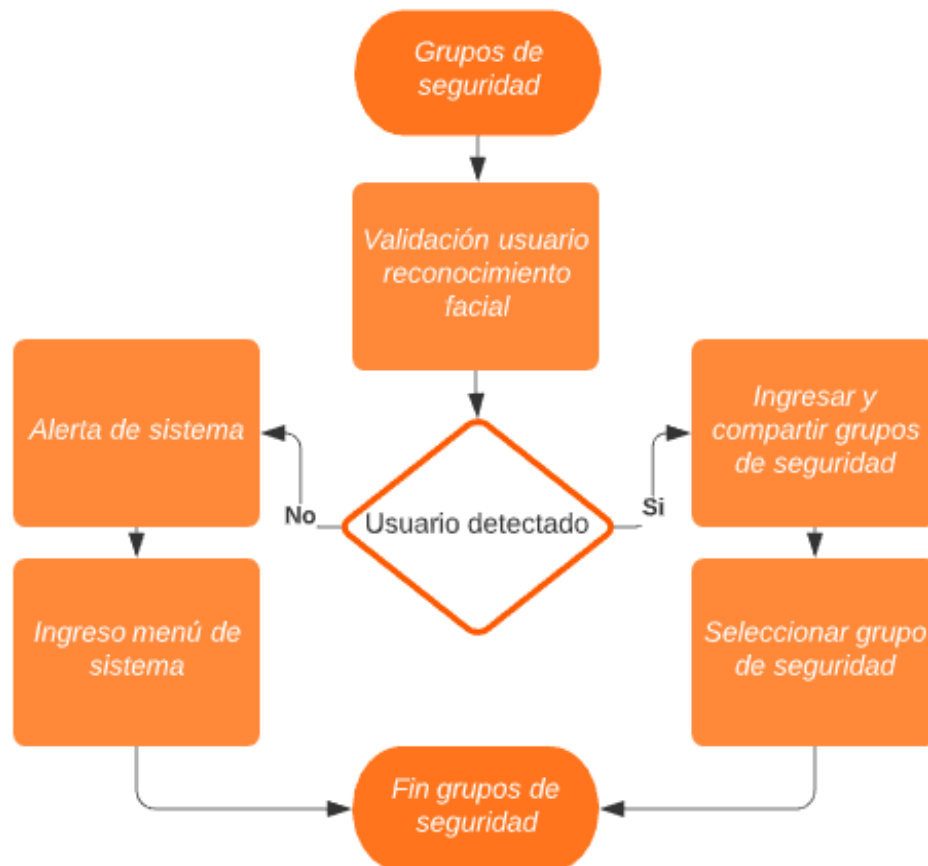 Grupos de
seguridad
Validación usuario
reconocimiento
facial
Alerta de sistema
Ingresar y
compartir grupos
de seguridad
No
Usuario detectado
Si
Ingreso menú de
sistema
Seleccionar grupo
de seguridad
Fin grupos de
seguridad